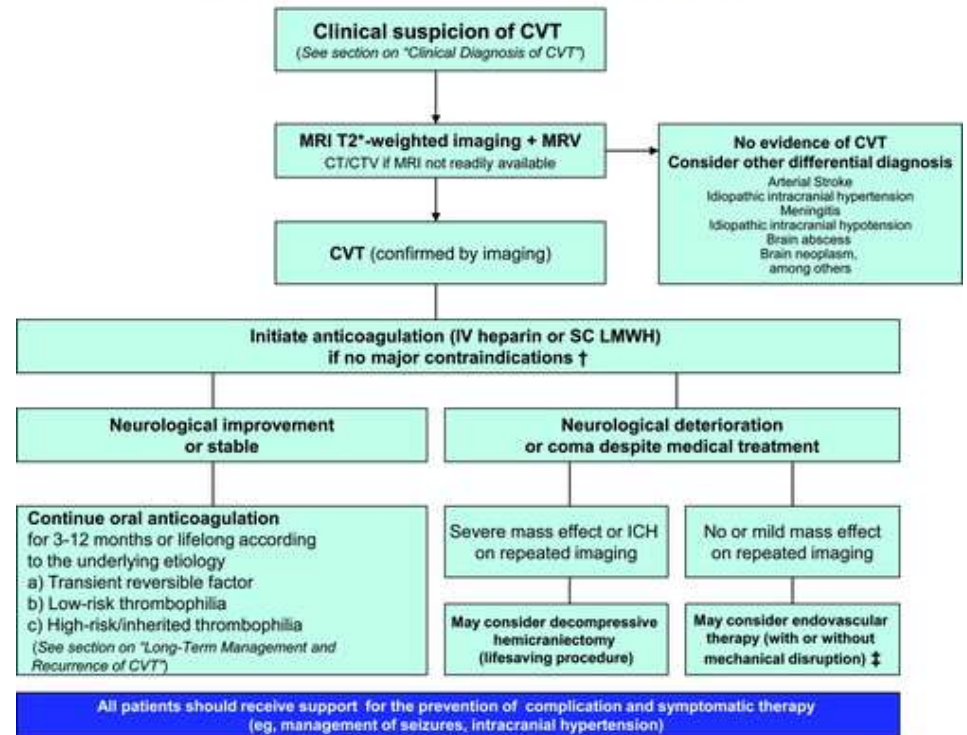 Clinical suspicion of CVT
(See section on "Clinical Diagnosis of CVT")
MRI T2*-weighted imaging + MRV
CT/CTV if MRI not readily available
No evidence of CVT
Consider other differential diagnosis
Arterial Stroke
Idiopathic intracranial hypertension
Meningitis
Idiopathic intracranial hypotension
Brain abscess
Brain neoplasm,
among others
CVT (confirmed by imaging)
Initiate anticoagulation (IV heparin or SC LMWH)
if no major contraindications †
Neurological improvement
or stable
Neurological deterioration
or coma despite medical treatment
Continue oral anticoagulation
for 3-12 months or lifelong according
to the underlying etiology
a) Transient reversible factor
b) Low-risk thrombophilia
c) High-risk/inherited thrombophilia
(See section on "Long-Term Management and
Recurrence of CVT")
Severe mass effect or ICH
on repeated imaging
No or mild mass effect
on repeated imaging
May consider decompressive
hemicraniectomy
(lifesaving procedure)
May consider endovascular
therapy (with or without
mechanical disruption) ‡
All patients should receive support for the prevention of complication and symptomatic therapy
(eg, management of seizures, intracranial hypertension)